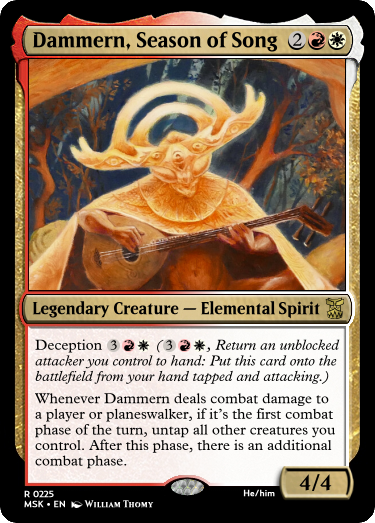 Dammern, Season of Song 2
Legendary Creature — Elemental Spirit
Deception 3 (3, Return an unblocked
attacker you control to hand: Put this card onto the
battlefield from your hand tapped and attacking.)
Whenever Dammern deals combat damage to
a player or planeswalker, if it's the first combat
phase of the turn, untap all other creatures you
control. After this phase, there is an additional
combat phase.
4/4
R 0225
MSK • EN William Thomy
He/him